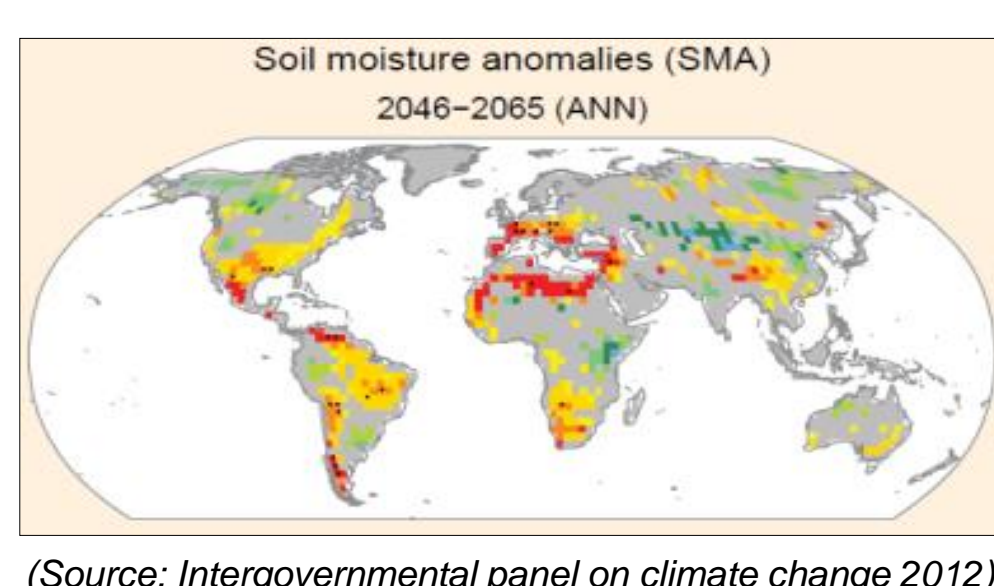 Soil moisture anomalies (SMA)
2046−2065 (ANN)
(Source: Intergovernmental panel on climate change 2012)